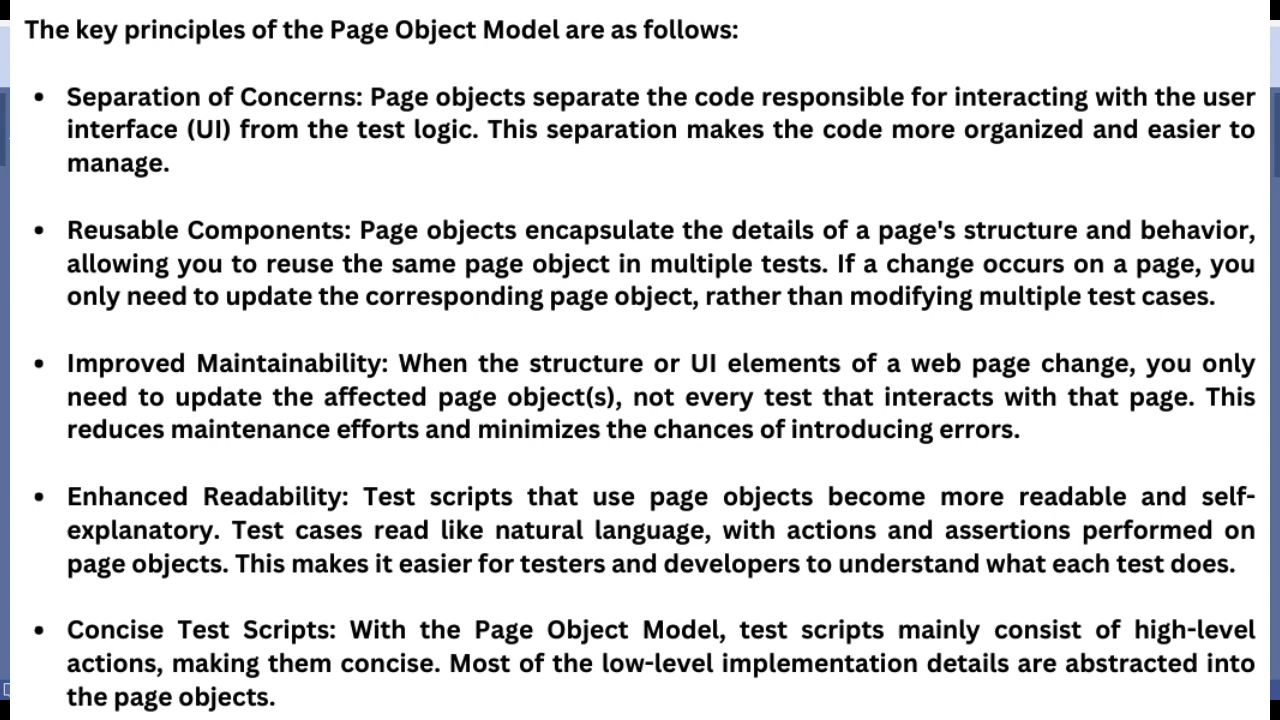 The key principles of the Page Object Model are as follows:
• Separation of Concerns: Page objects separate the code responsible for interacting with the user
interface (UI) from the test logic. This separation makes the code more organized and easier to
manage.
• Reusable Components: Page objects encapsulate the details of a page's structure and behavior,
allowing you to reuse the same page object in multiple tests. If a change occurs on a page, you
only need to update the corresponding page object, rather than modifying multiple test cases.
• Improved Maintainability: When the structure or UI elements of a web page change, you only
need to update the affected page object(s), not every test that interacts with that page. This
reduces maintenance efforts and minimizes the chances of introducing errors.
• Enhanced Readability: Test scripts that use page objects become more readable and self-
explanatory. Test cases read like natural language, with actions and assertions performed on
page objects. This makes it easier for testers and developers to understand what each test does.
• Concise Test Scripts: With the Page Object Model, test scripts mainly consist of high-level
actions, making them concise. Most of the low-level implementation details are abstracted into
the page objects.